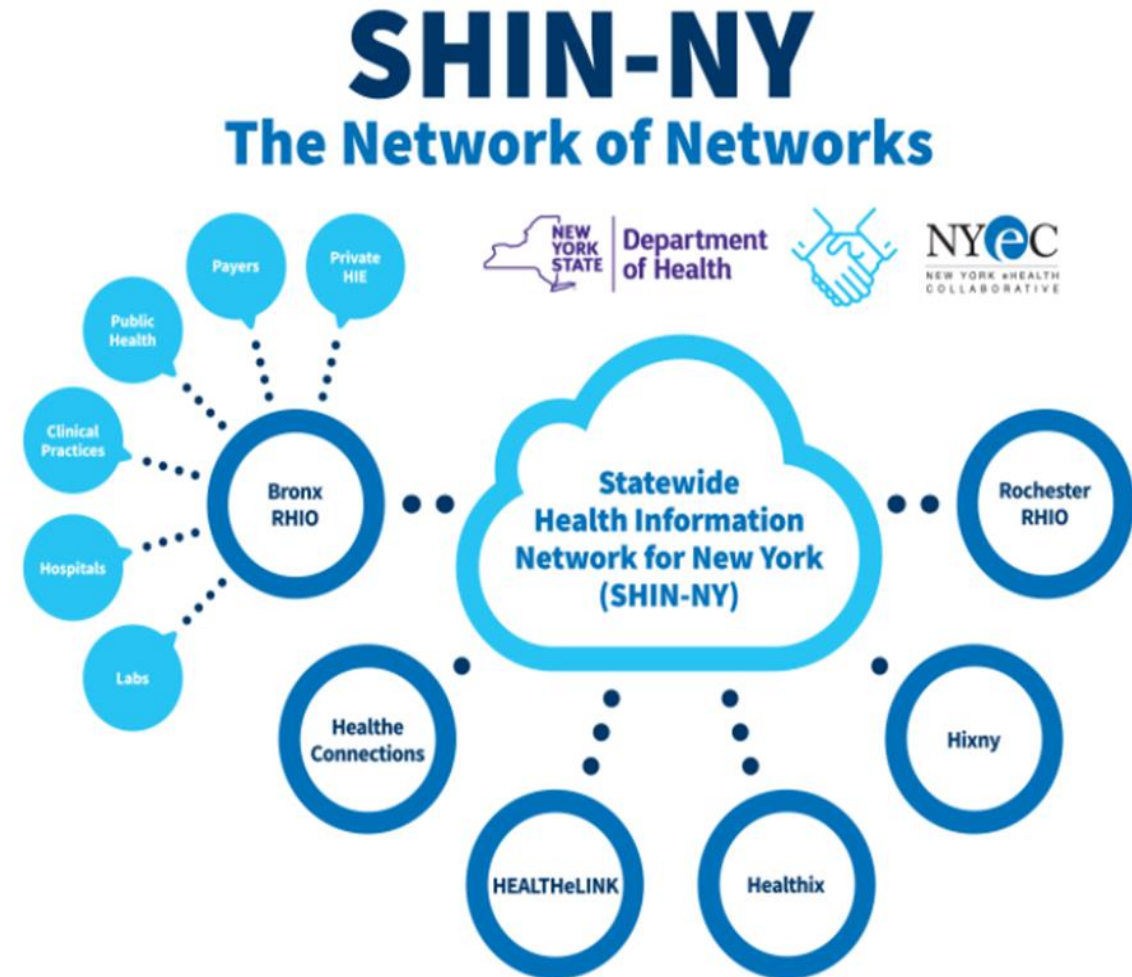 SHIN-NY
The Network of Networks
NEW
YORK
STATE
Department
of Health
NYeC
NEW YORK eHEALTH
COLLABORATIVE
Payers
Private
HIE
Public
Health
Clinical
Practices
Hospitals
Labs
Bronx
RHIO
Statewide
Health Information
Network for New York
(SHIN-NY)
Rochester
RHIO
Healthe
Connections
HEALTHeLINK
Healthix
Hixny